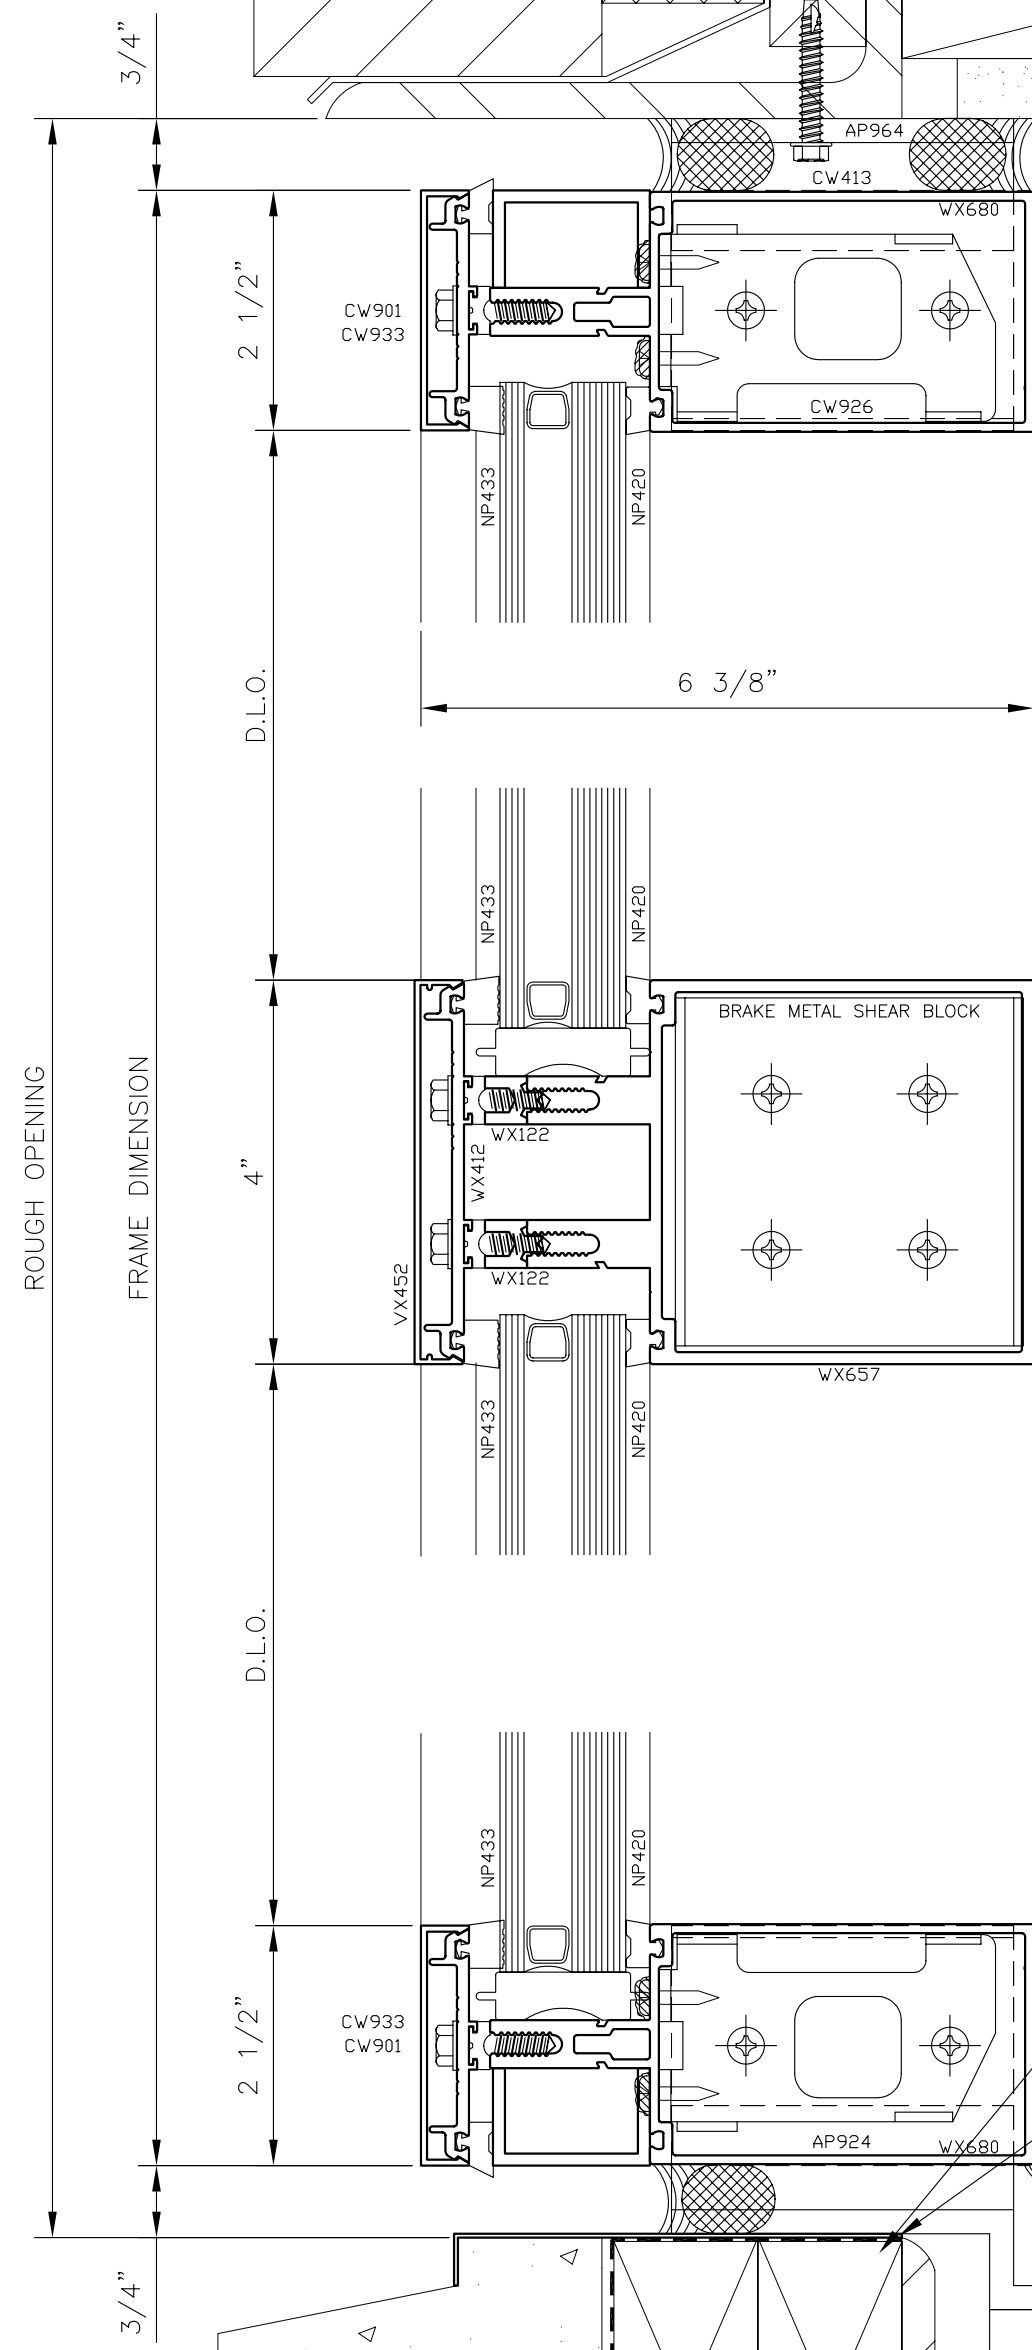 3/4"
AP964
CW413
WX680
2 1/2"
CW901
CW933
CW926
NP433
NP420
D.L.O.
6 3/8"
NP433
NP420
BRAKE METAL SHEAR BLOCK
ROUGH OPENING
FRAME DIMENSION
4"
WX122
WX412
WX122
VX452
WX657
NP433
NP420
D.L.O.
NP433
NP420
2 1/2"
CW933
CW901
AP924
WX680
3/4"